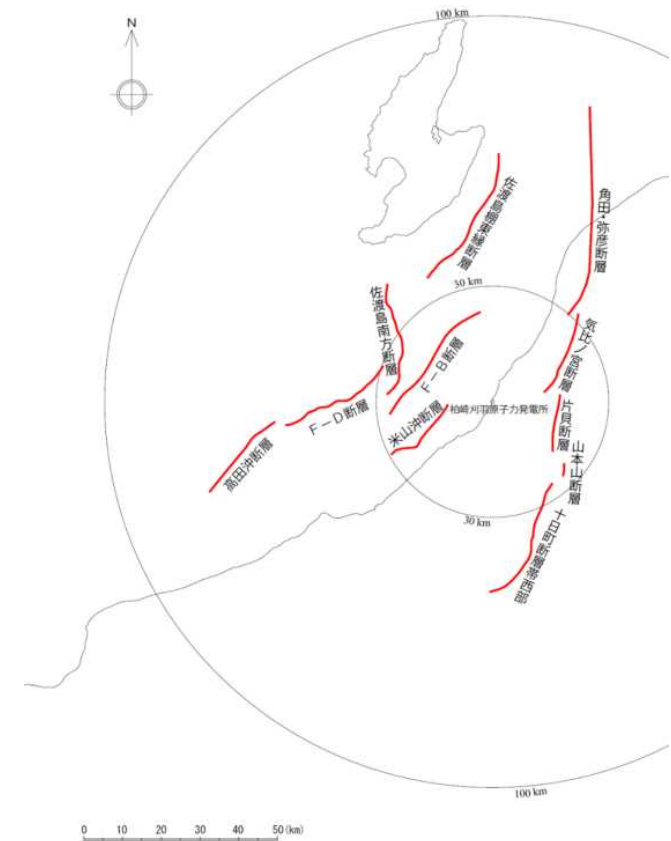 100 km
N
佐渡島棚東縁断層
角田・弥彦断層
30 km
佐渡島南方断層
F－B断層
気比ノ宮断層
F－D断層
米山沖断層
柏崎刈羽原子力発電所
片貝断層
高田沖断層
山本山断層
30 km
十日町断層帯西部
100 km
0 10 20 30 40 50(km)